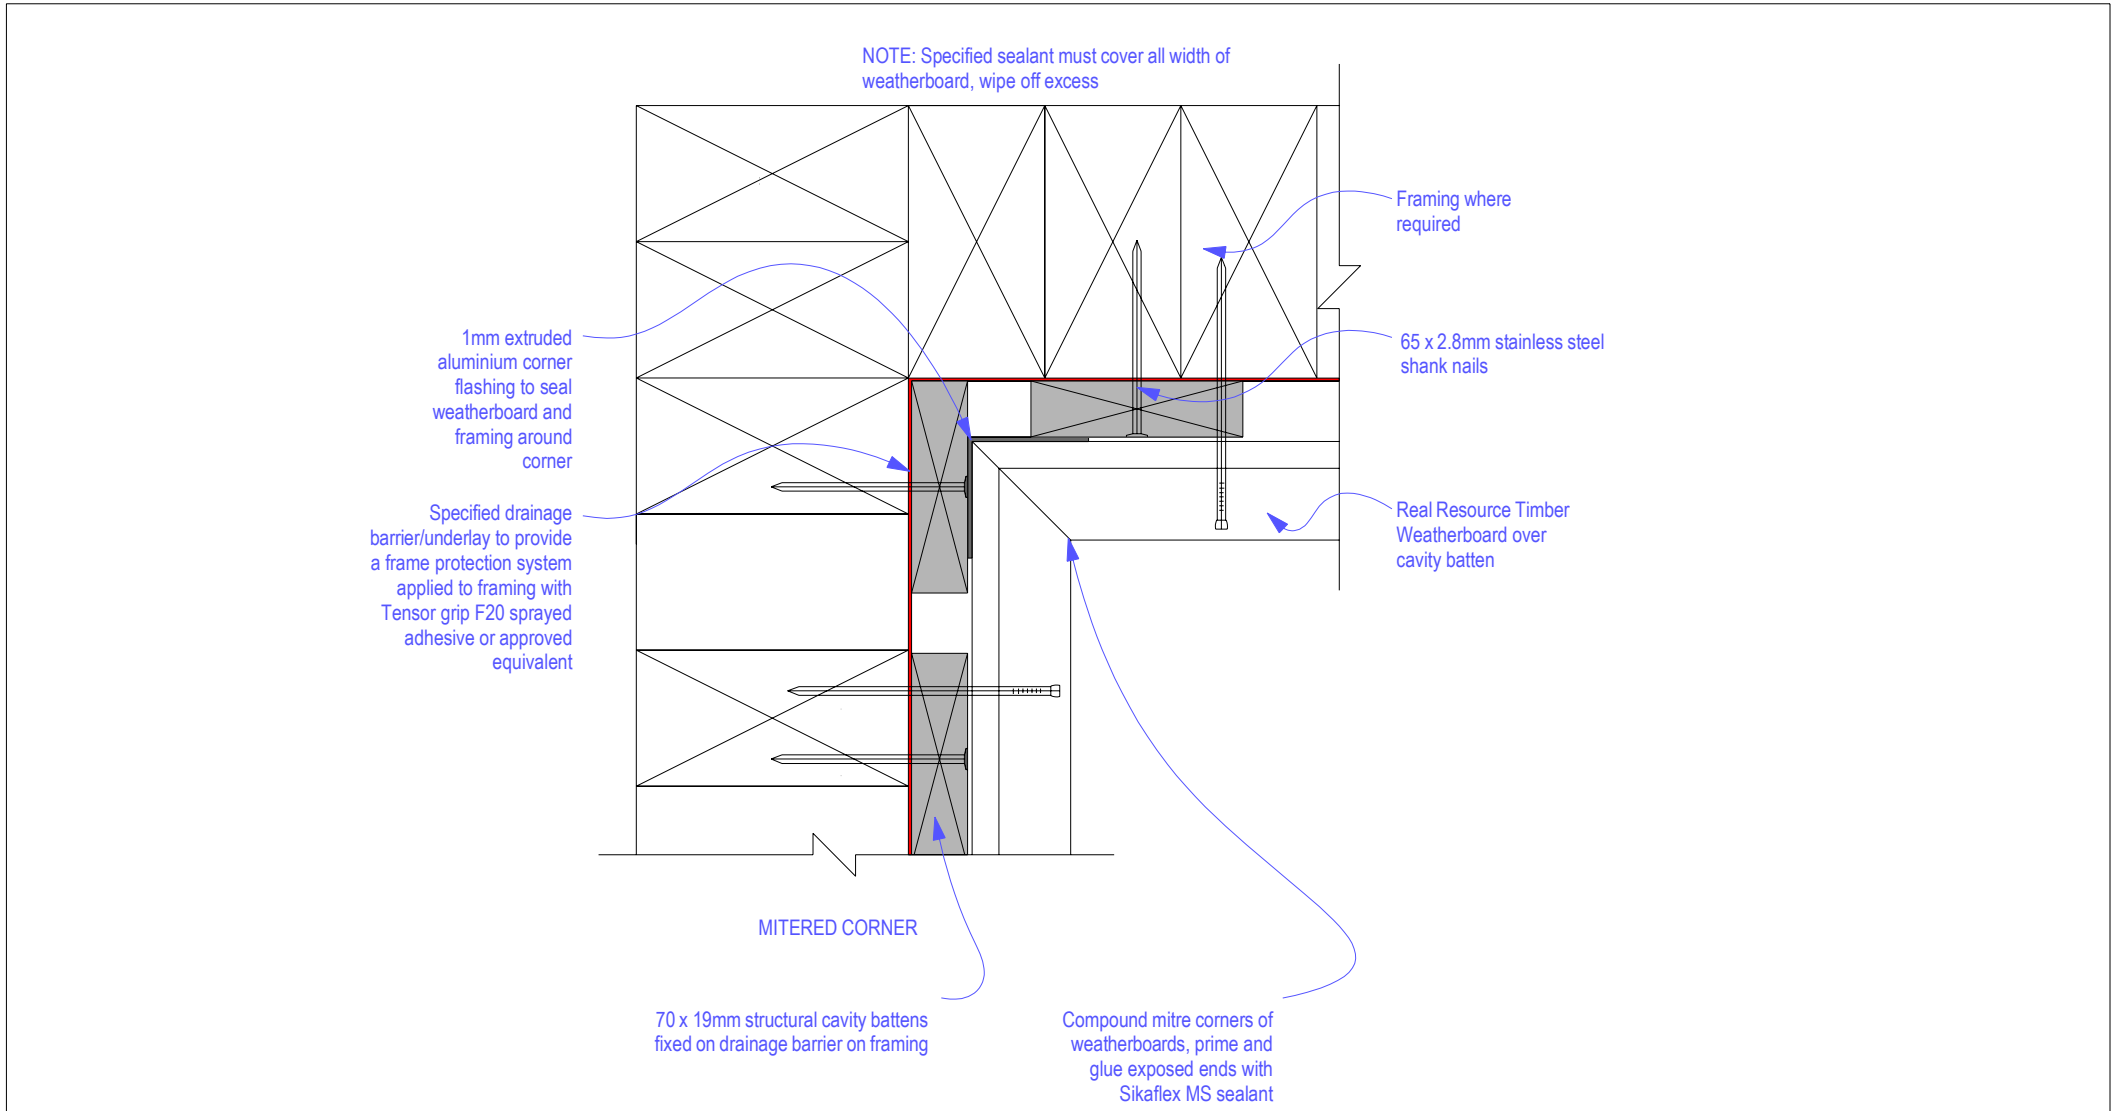 NOTE: Specified sealant must cover all width of
weatherboard, wipe off excess
Framing where
required
1mm extruded
aluminium corner
flashing to seal
weatherboard and
framing around
corner
65 x 2.8mm stainless steel
shank nails
Specified drainage
barrier/underlay to provide
a frame protection system
applied to framing with
Tensor grip F20 sprayed
adhesive or approved
equivalent
Real Resource Timber
Weatherboard over
cavity batten
MITERED CORNER
70 x 19mm structural cavity battens
fixed on drainage barrier on framing
Compound mitre corners of
weatherboards, prime and
glue exposed ends with
Sikaflex MS sealant